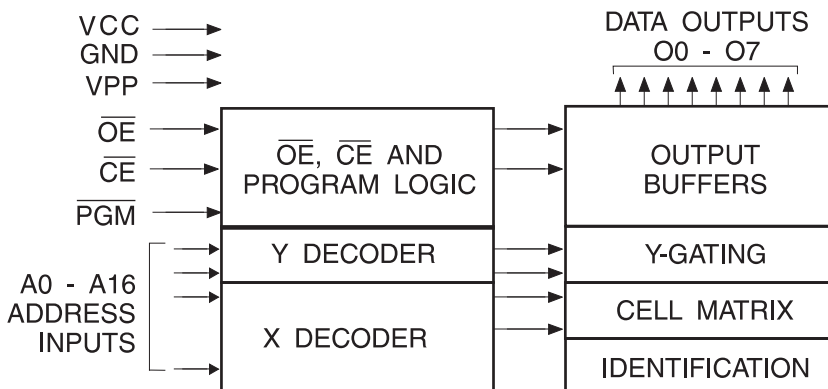 VCC
GND
VPP
OE
CE
PGM
A0 - A16
ADDRESS
INPUTS
OE, CE AND
PROGRAM LOGIC
Y DECODER
X DECODER
DATA OUTPUTS
O0 - O7
OUTPUT
BUFFERS
Y-GATING
CELL MATRIX
IDENTIFICATION